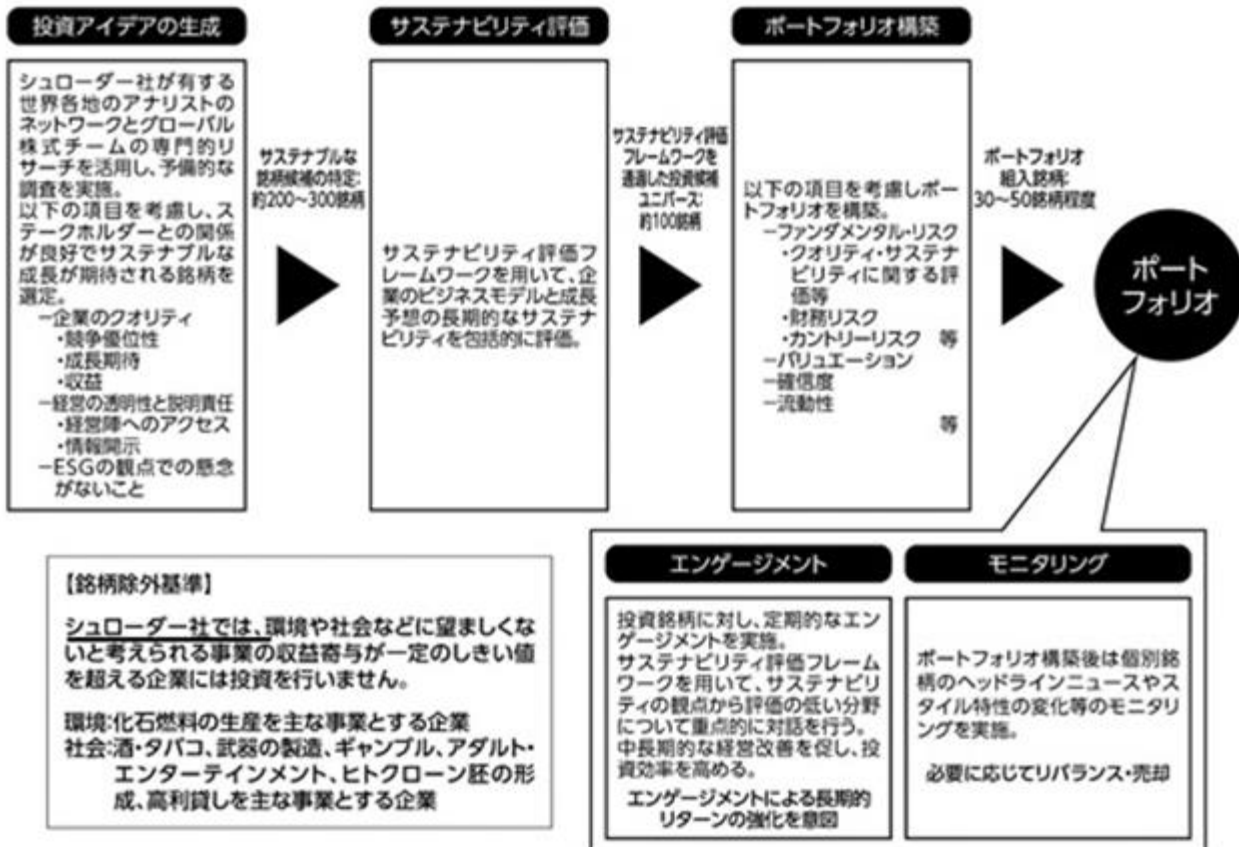 投資アイデアの生成
シュローダー社が有する
世界各地のアナリストの
ネットワークとグローバル
株式チームの専門的リ
サーチを活用し、予備的な
調査を実施。
以下の項目を考慮し、ス
テークホルダーとの関係
が良好でサステナブルな
成長が期待される銘柄を
選定。
－企業のクオリティ
・競争優位性
・成長期待
・収益
－経営の透明性と説明責任
・経営陣へのアクセス
・情報開示
－ESGの観点での懸念
がないこと
サステナブルな
銘柄候補の特定:
約200〜300銘柄
サステナビリティ評価
サステナビリティ評価フ
レームワークを用いて、企
業のビジネスモデルと成長
予想の長期的なサステナ
ビリティを包括的に評価。
サステナビリティ評価
フレームワークを
通過した投資候補
ユニバース:
約100銘柄
ポートフォリオ構築
以下の項目を考慮しポー
トフォリオを構築。
－ファンダメンタル・リスク
・クオリティ・サステナ
ビリティに関する評
価等
・財務リスク
・カントリーリスク 等
－バリュエーション
－確信度
－流動性
等
ポートフォリオ
組入銘柄:
30〜50銘柄程度
ポート
フォリオ
【銘柄除外基準】
シュローダー社では、環境や社会などに望ましくな
いと考えられる事業の収益寄与が一定のしきい値
を超える企業には投資を行いません。
環境:化石燃料の生産を主な事業とする企業
社会:酒・タバコ、武器の製造、ギャンブル、アダルト・
エンターテインメント、ヒトクローン胚の形
成、高利貸しを主な事業とする企業
エンゲージメント
投資銘柄に対し、定期的なエン
ゲージメントを実施。
サステナビリティ評価フレーム
ワークを用いて、サステナビリ
ティの観点から評価の低い分野
について重点的に対話を行う。
中長期的な経営改善を促し、投
資効率を高める。
エンゲージメントによる長期的
リターンの強化を意図
モニタリング
ポートフォリオ構築後は個別銘
柄のヘッドラインニュースやス
タイル特性の変化等のモニタリ
ングを実施。
必要に応じてリバランス・売却